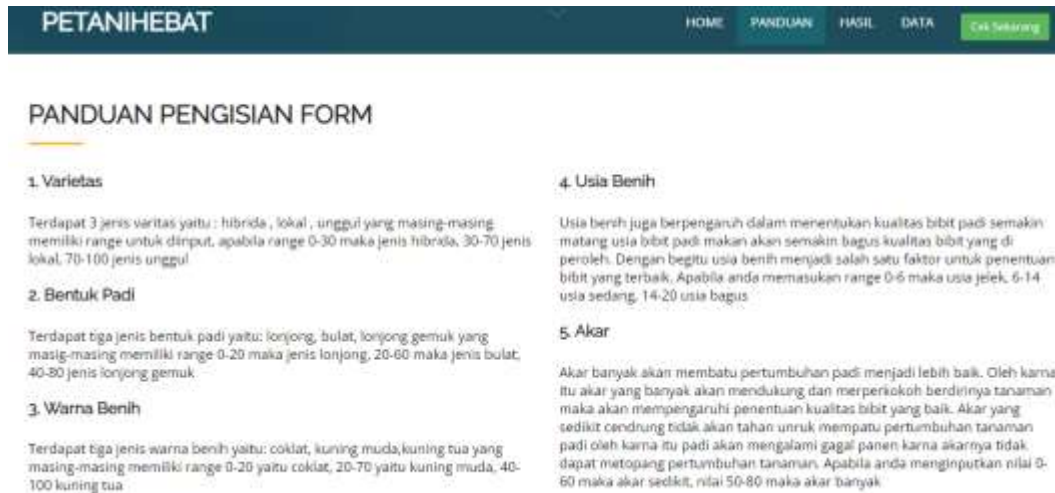 PETANIHEBAT
HOME PANDUAN HASIL DATA Cek Sekarang
PANDUAN PENGISIAN FORM
1. Varietas
Terdapat 3 jenis varitas yaitu : hibrida , lokal , unggul yang masing-masing
memiliki range untuk diinput, apabila range 0-30 maka jenis hibrida, 30-70 jenis
lokal, 70-100 jenis unggul
2. Bentuk Padi
Terdapat tiga jenis bentuk padi yaitu: lonjong, bulat, lonjong gemuk yang
masig-masing memiliki range 0-20 maka jenis lonjong, 20-60 maka jenis bulat,
40-80 jenis lonjong gemuk
3. Warna Benih
Terdapat tiga jenis warna benih yaitu: coklat, kuning muda,kuning tua yang
masing-masing memiliki range 0-20 yaitu coklat, 20-70 yaitu kuning muda, 40-
100 kuning tua
4. Usia Benih
Usia benih juga berpengaruh dalam menentukan kualitas bibit padi semakin
matang usia bibit padi makan akan semakin bagus kualitas bibit yang di
peroleh. Dengan begitu usia benih menjadi salah satu faktor untuk penentuan
bibit yang terbaik. Apabila anda memasukan range 0-6 maka usia jelek, 6-14
usia sedang, 14-20 usia bagus
5. Akar
Akar banyak akan membatu pertumbuhan padi menjadi lebih baik. Oleh karna
itu akar yang banyak akan mendukung dan merperkokoh berdirinya tanaman
maka akan mempengaruhi penentuan kualitas bibit yang baik. Akar yang
sedikit cendrung tidak akan tahan unruk mempatu pertumbuhan tanaman
padi oleh karna itu padi akan mengalami gagal panen karna akarnya tidak
dapat metopang pertumbuhan tanaman. Apabila anda menginputkan nilai 0-
60 maka akar sedikit, nilai 50-80 maka akar banyak